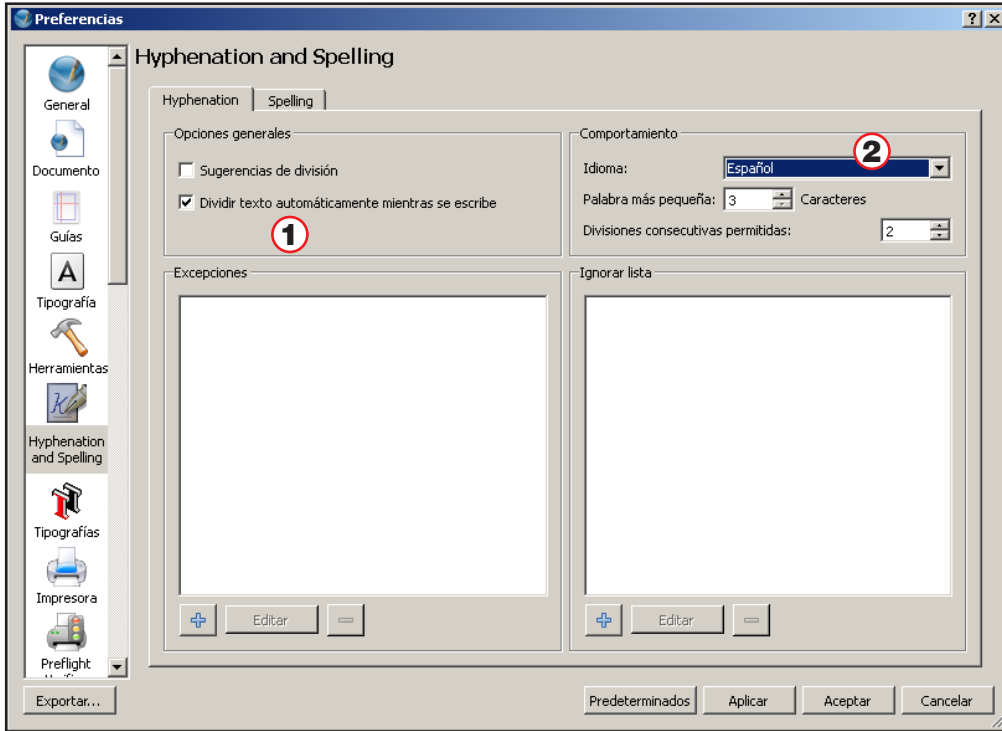 Preferencias
Hyphenation and Spelling
General
Documento
Guías
Tipografía
Herramientas
Hyphenation
and Spelling
Tipografías
Impresora
Preflight
Hyphenation
Spelling
Opciones generales
Sugerencias de división
Dividir texto automáticamente mientras se escribe
1
Comportamiento
2
Idioma: Español
Palabra más pequeña: 3 Caracteres
Divisiones consecutivas permitidas: 2
Excepciones
Editar
Ignorar lista
Editar
Exportar...
Predeterminados
Aplicar
Aceptar
Cancelar